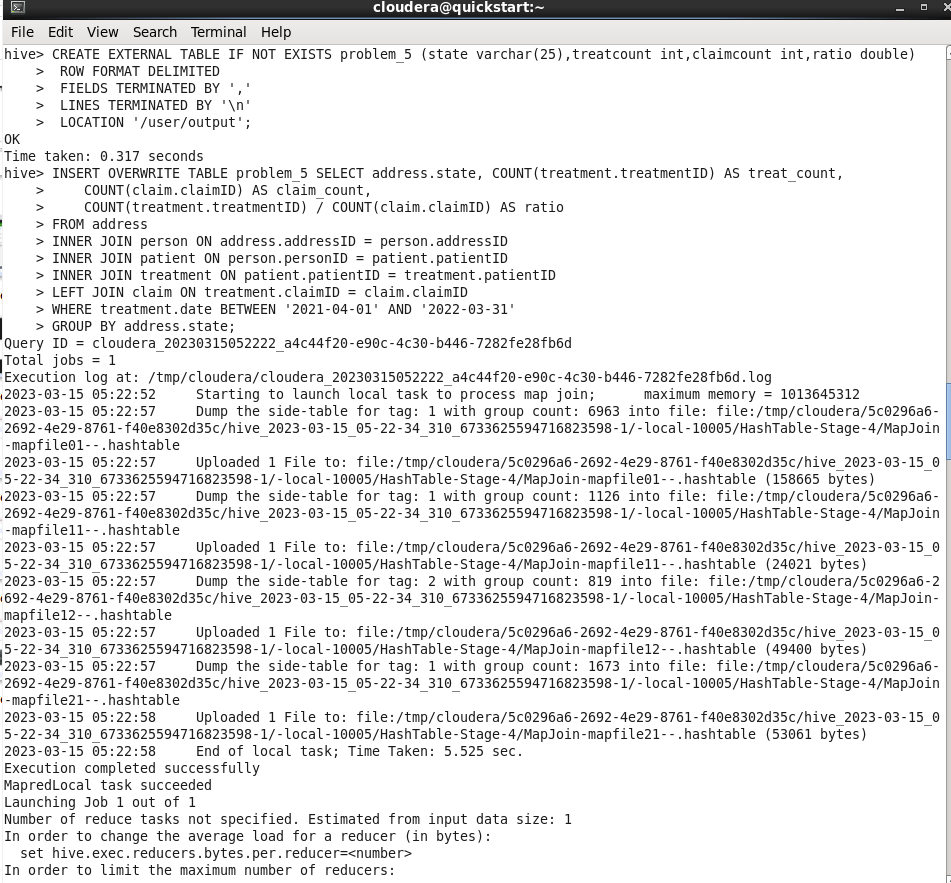 cloudera@quickstart:~
File Edit View Search Terminal Help
hive> CREATE EXTERNAL TABLE IF NOT EXISTS problem_5 (state varchar(25),treatcount int,claimcount int,ratio double)
    >  ROW FORMAT DELIMITED
    >  FIELDS TERMINATED BY ','
    >  LINES TERMINATED BY '\n'
    >  LOCATION '/user/output';
OK
Time taken: 0.317 seconds
hive> INSERT OVERWRITE TABLE problem_5 SELECT address.state, COUNT(treatment.treatmentID) AS treat_count,
    >     COUNT(claim.claimID) AS claim_count,
    >     COUNT(treatment.treatmentID) / COUNT(claim.claimID) AS ratio
    > FROM address
    > INNER JOIN person ON address.addressID = person.addressID
    > INNER JOIN patient ON person.personID = patient.patientID
    > INNER JOIN treatment ON patient.patientID = treatment.patientID
    > LEFT JOIN claim ON treatment.claimID = claim.claimID
    > WHERE treatment.date BETWEEN '2021-04-01' AND '2022-03-31'
    > GROUP BY address.state;
Query ID = cloudera_20230315052222_a4c44f20-e90c-4c30-b446-7282fe28fb6d
Total jobs = 1
Execution log at: /tmp/cloudera/cloudera_20230315052222_a4c44f20-e90c-4c30-b446-7282fe28fb6d.log
2023-03-15 05:22:52     Starting to launch local task to process map join;      maximum memory = 1013645312
2023-03-15 05:22:57     Dump the side-table for tag: 1 with group count: 6963 into file: file:/tmp/cloudera/5c0296a6-
2692-4e29-8761-f40e8302d35c/hive_2023-03-15_05-22-34_310_6733625594716823598-1/-local-10005/HashTable-Stage-4/MapJoin
-mapfile01--.hashtable
2023-03-15 05:22:57     Uploaded 1 File to: file:/tmp/cloudera/5c0296a6-2692-4e29-8761-f40e8302d35c/hive_2023-03-15_0
5-22-34_310_6733625594716823598-1/-local-10005/HashTable-Stage-4/MapJoin-mapfile01--.hashtable (158665 bytes)
2023-03-15 05:22:57     Dump the side-table for tag: 1 with group count: 1126 into file: file:/tmp/cloudera/5c0296a6-
2692-4e29-8761-f40e8302d35c/hive_2023-03-15_05-22-34_310_6733625594716823598-1/-local-10005/HashTable-Stage-4/MapJoin
-mapfile11--.hashtable
2023-03-15 05:22:57     Uploaded 1 File to: file:/tmp/cloudera/5c0296a6-2692-4e29-8761-f40e8302d35c/hive_2023-03-15_0
5-22-34_310_6733625594716823598-1/-local-10005/HashTable-Stage-4/MapJoin-mapfile11--.hashtable (24021 bytes)
2023-03-15 05:22:57     Dump the side-table for tag: 2 with group count: 819 into file: file:/tmp/cloudera/5c0296a6-2
692-4e29-8761-f40e8302d35c/hive_2023-03-15_05-22-34_310_6733625594716823598-1/-local-10005/HashTable-Stage-4/MapJoin-
mapfile12--.hashtable
2023-03-15 05:22:57     Uploaded 1 File to: file:/tmp/cloudera/5c0296a6-2692-4e29-8761-f40e8302d35c/hive_2023-03-15_0
5-22-34_310_6733625594716823598-1/-local-10005/HashTable-Stage-4/MapJoin-mapfile12--.hashtable (49400 bytes)
2023-03-15 05:22:57     Dump the side-table for tag: 1 with group count: 1673 into file: file:/tmp/cloudera/5c0296a6-
2692-4e29-8761-f40e8302d35c/hive_2023-03-15_05-22-34_310_6733625594716823598-1/-local-10005/HashTable-Stage-4/MapJoin
-mapfile21--.hashtable
2023-03-15 05:22:58     Uploaded 1 File to: file:/tmp/cloudera/5c0296a6-2692-4e29-8761-f40e8302d35c/hive_2023-03-15_0
5-22-34_310_6733625594716823598-1/-local-10005/HashTable-Stage-4/MapJoin-mapfile21--.hashtable (53061 bytes)
2023-03-15 05:22:58     End of local task; Time Taken: 5.525 sec.
Execution completed successfully
MapredLocal task succeeded
Launching Job 1 out of 1
Number of reduce tasks not specified. Estimated from input data size: 1
In order to change the average load for a reducer (in bytes):
  set hive.exec.reducers.bytes.per.reducer=<number>
In order to limit the maximum number of reducers: